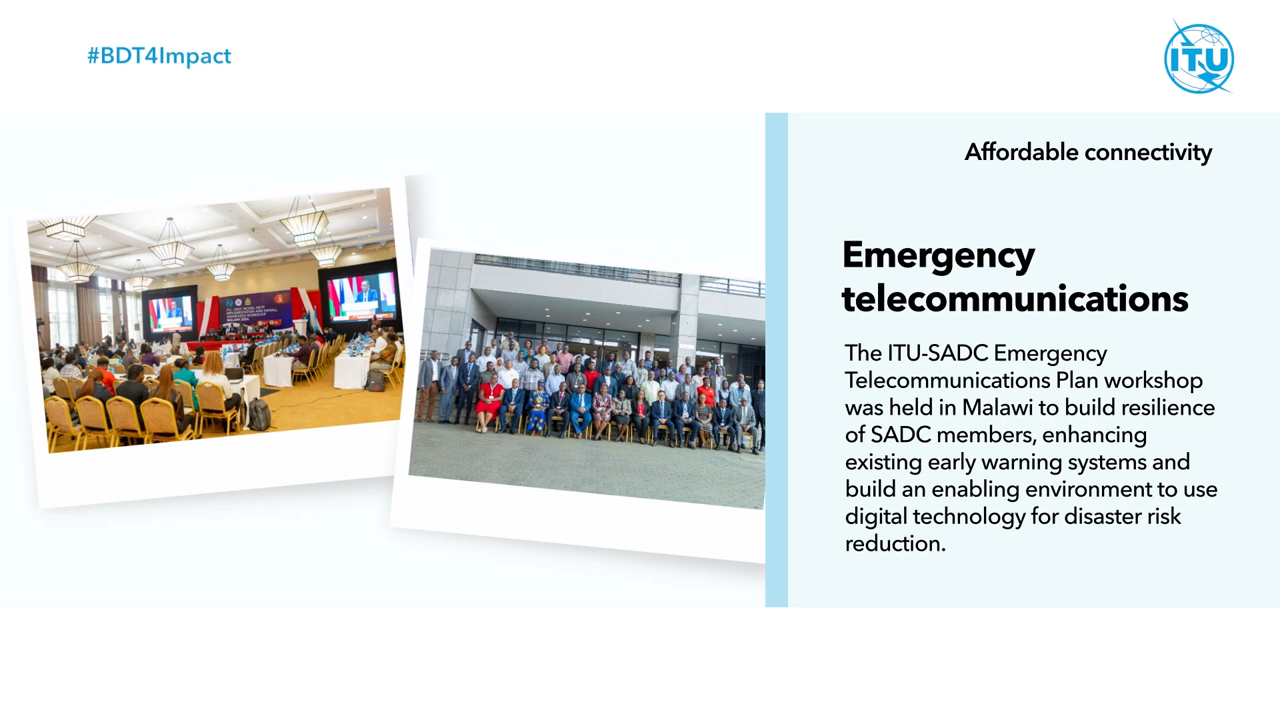 #BDT4Impact
ITU
Affordable connectivity
Emergency
telecommunications
The ITU-SADC Emergency
Telecommunications Plan workshop
was held in Malawi to build resilience
of SADC members, enhancing
existing early warning systems and
build an enabling environment to use
digital technology for disaster risk
reduction.